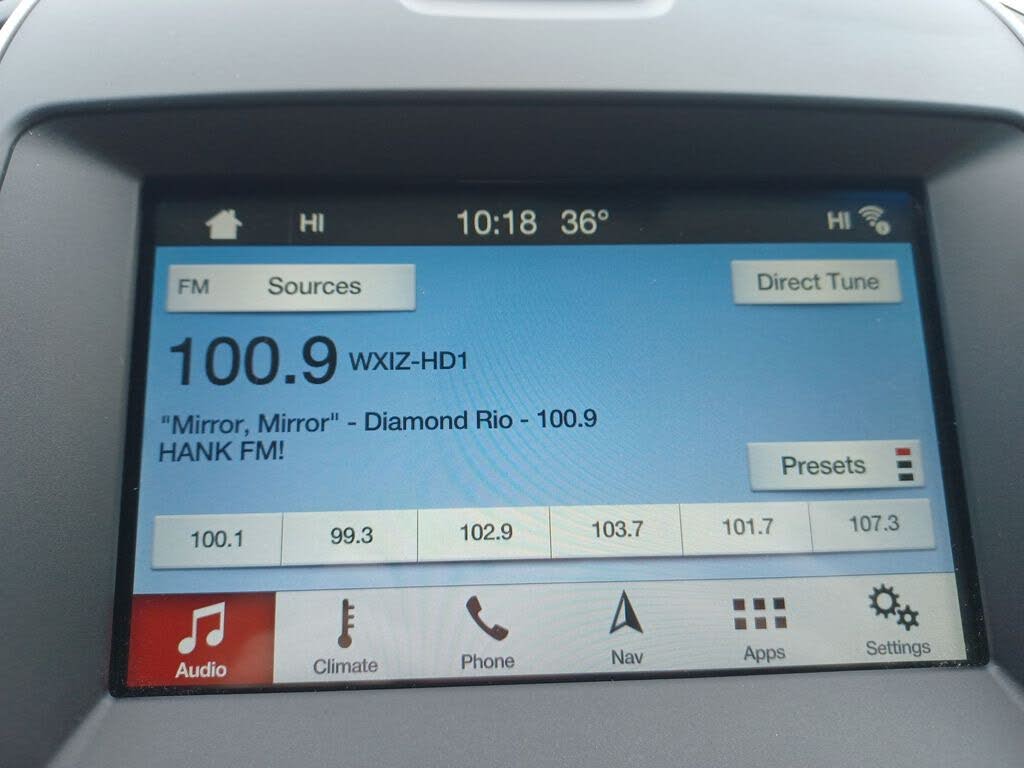 HI 10:18 36° HI
FM Sources
Direct Tune
100.9 WXIZ-HD1
"Mirror, Mirror" - Diamond Rio - 100.9
HANK FM!
Presets
100.1 99.3 102.9 103.7 101.7 107.3
Audio Climate Phone Nav Apps Settings